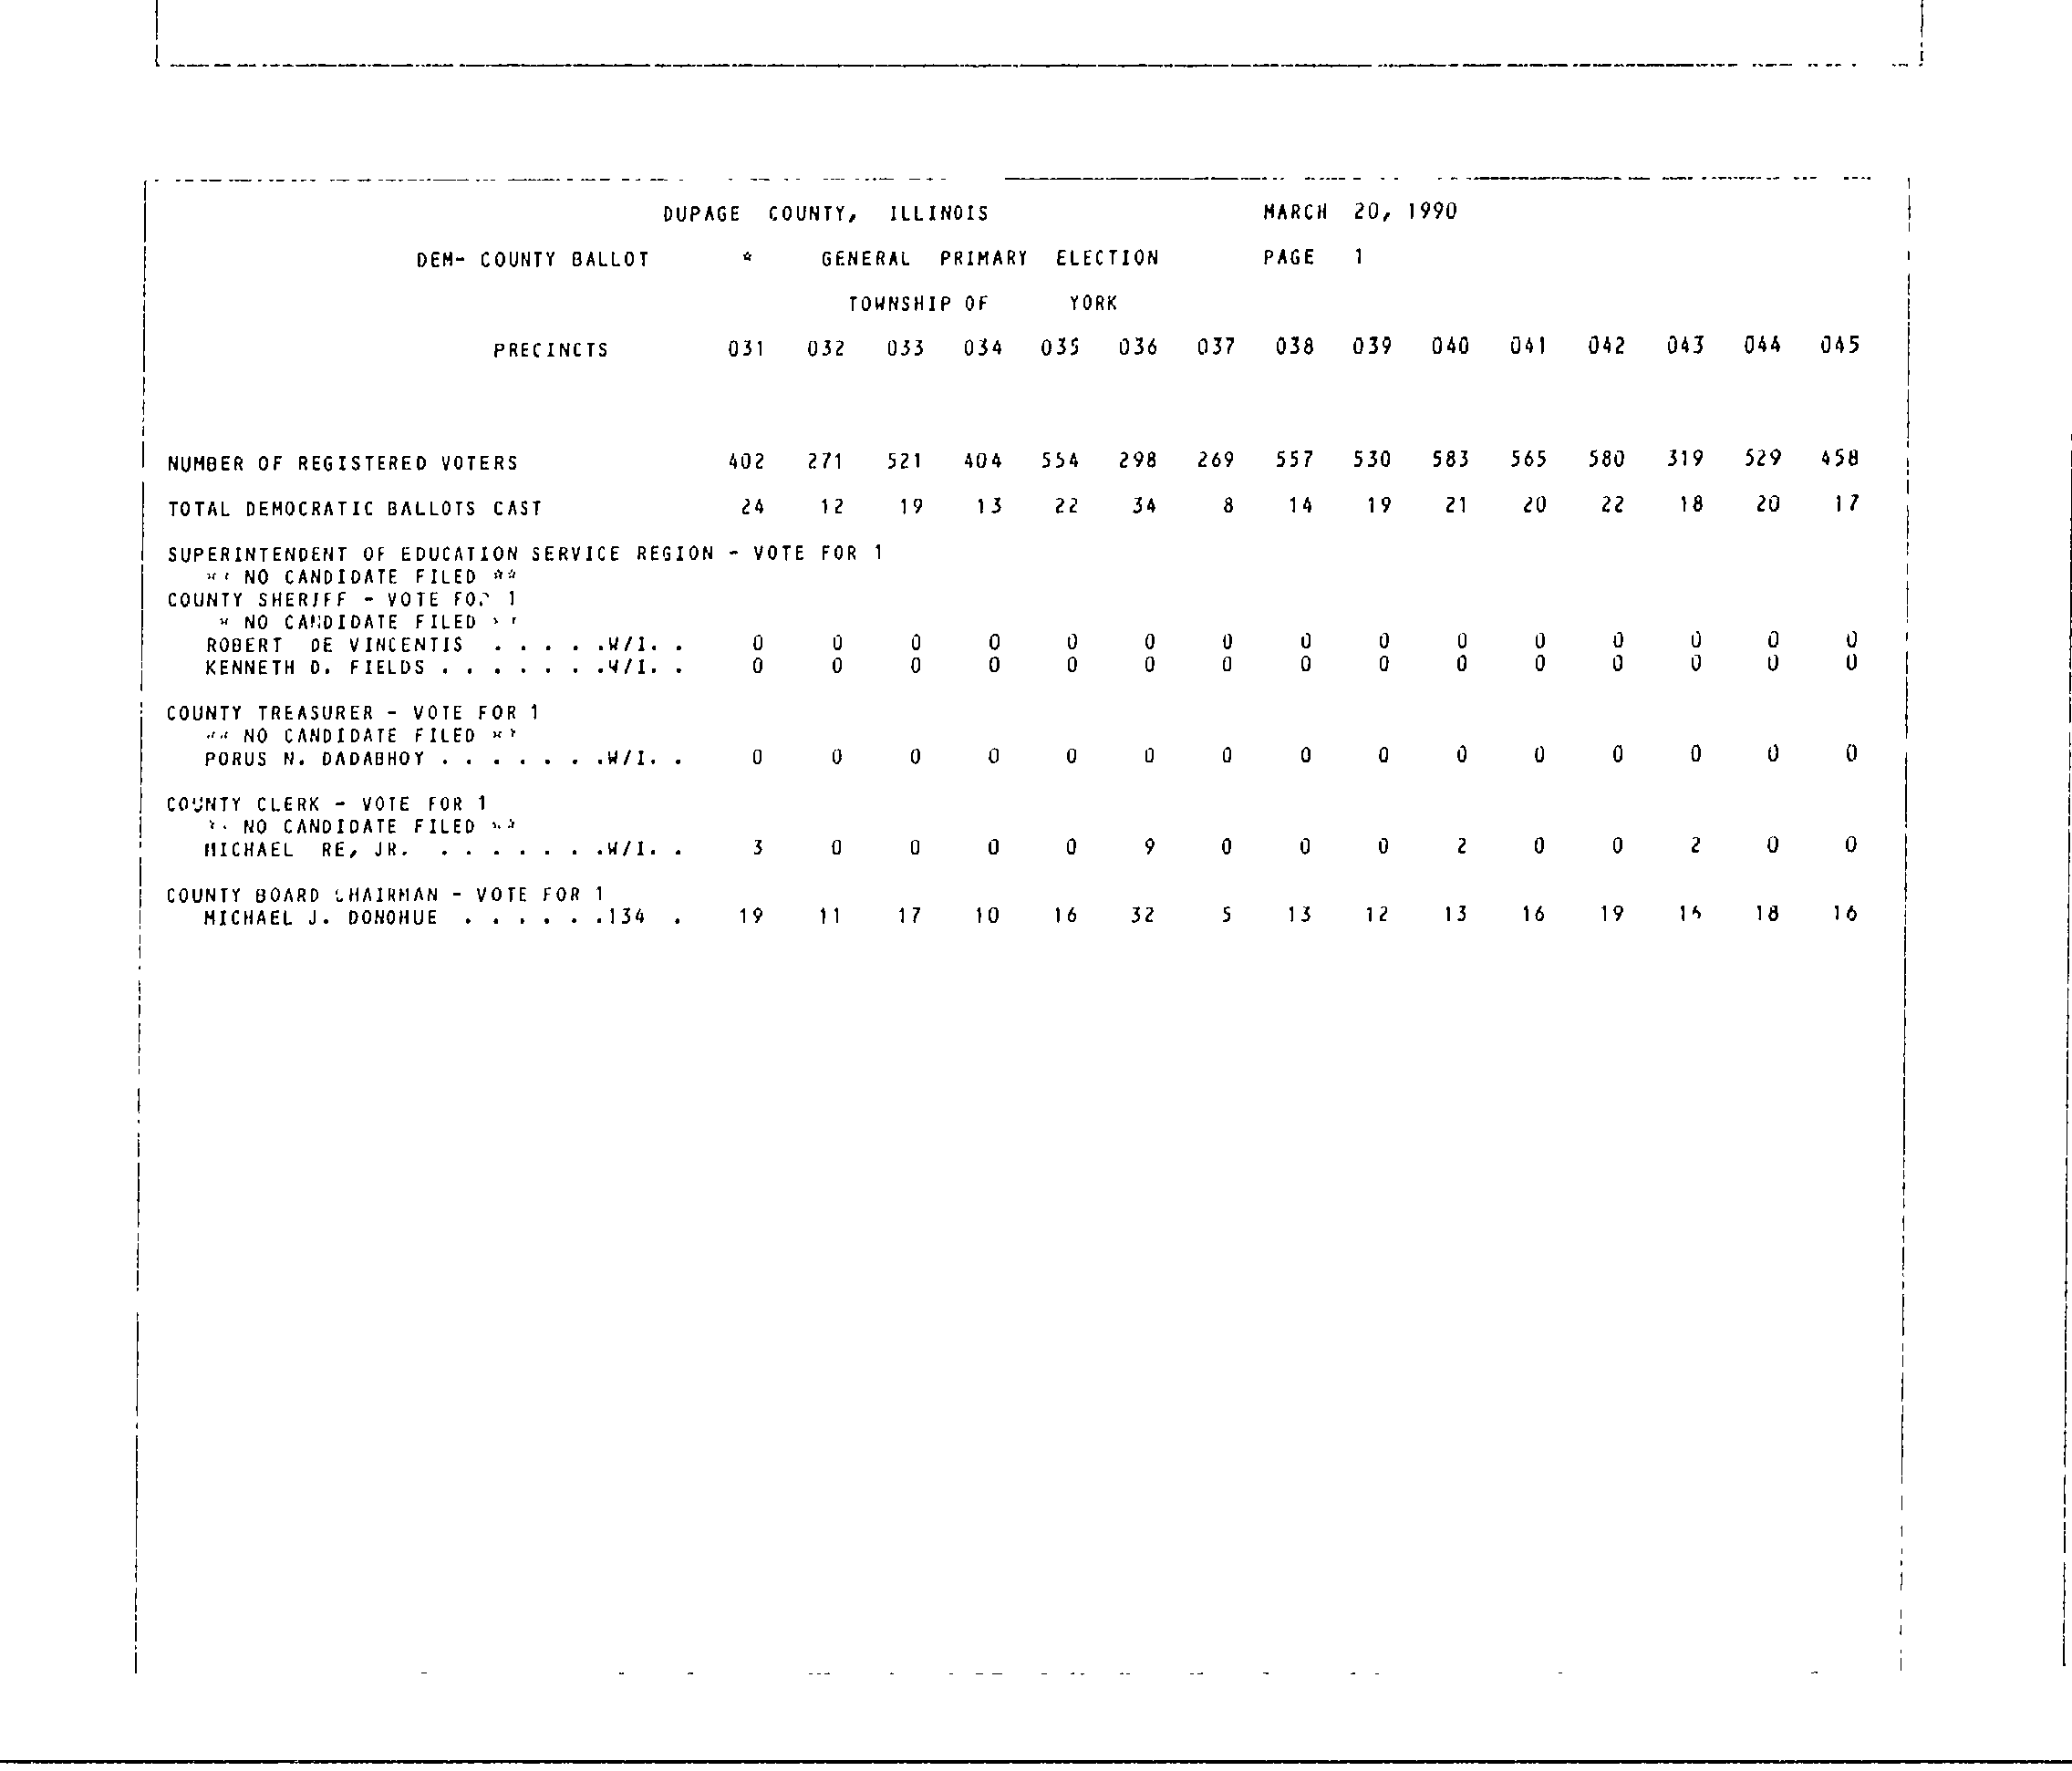 DUPAGE COUNTY, ILLINOIS MARCH 20, 1990
DEM- COUNTY BALLOT * GENERAL PRIMARY ELECTION PAGE 1
TOWNSHIP OF YORK
PRECINCTS 031 032 033 034 035 036 037 038 039 040 041 042 043 044 045
NUMBER OF REGISTERED VOTERS 402 271 521 404 554 298 269 557 530 583 565 580 319 529 458
TOTAL DEMOCRATIC BALLOTS CAST 24 12 19 13 22 34 8 14 19 21 20 22 18 20 17
SUPERINTENDENT OF EDUCATION SERVICE REGION - VOTE FOR 1
** NO CANDIDATE FILED **
COUNTY SHERIFF - VOTE FOR 1
* NO CANDIDATE FILED **
ROBERT DE VINCENTIS . . . . .W/I. . 0 0 0 0 0 0 0 0 0 0 0 0 0 0 0
KENNETH D. FIELDS . . . . . . .W/I. . 0 0 0 0 0 0 0 0 0 0 0 0 0 0 0
COUNTY TREASURER - VOTE FOR 1
** NO CANDIDATE FILED **
PORUS N. DADABHOY . . . . . . .W/I. . 0 0 0 0 0 0 0 0 0 0 0 0 0 0 0
COUNTY CLERK - VOTE FOR 1
** NO CANDIDATE FILED **
MICHAEL RE, JR. . . . . . . .W/I. . 3 0 0 0 0 9 0 0 0 2 0 0 2 0 0
COUNTY BOARD CHAIRMAN - VOTE FOR 1
MICHAEL J. DONOHUE . . . . . .134 . 19 11 17 10 16 32 5 13 12 13 16 19 18 16